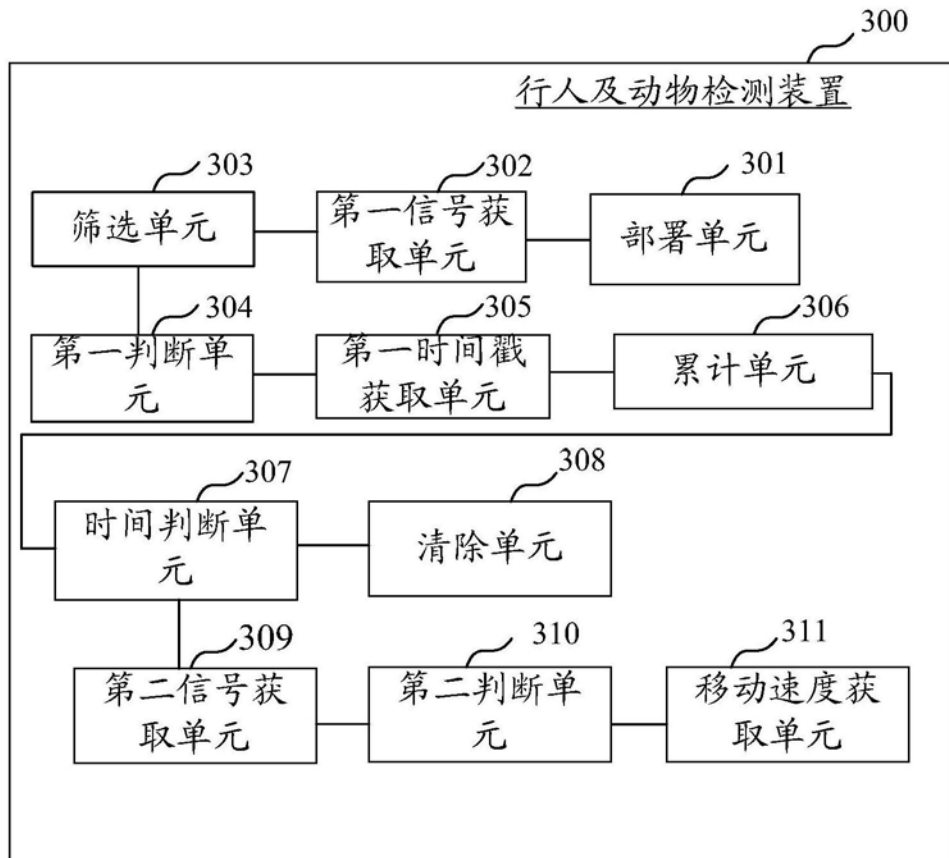 300
行人及动物检测装置
303
302
301
筛选单元
第一信号获
取单元
部署单元
304
305
306
第一判断单
元
第一时间戳
获取单元
累计单元
307
308
时间判断单
元
清除单元
309
310
311
第二信号获
取单元
第二判断单
元
移动速度获
取单元